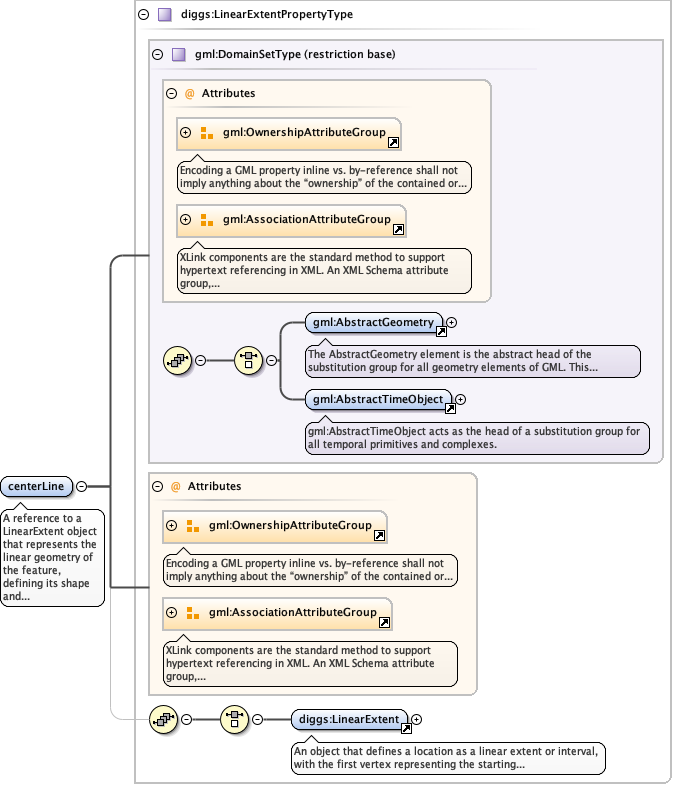 diggs:LinearExtentPropertyType
gml:DomainSetType (restriction base)
@ Attributes
gml:OwnershipAttributeGroup
Encoding a GML property inline vs. by-reference shall not
imply anything about the “ownership” of the contained or...
gml:AssociationAttributeGroup
XLink components are the standard method to support
hypertext referencing in XML. An XML Schema attribute
group,...
gml:AbstractGeometry
The AbstractGeometry element is the abstract head of the
substitution group for all geometry elements of GML. This...
gml:AbstractTimeObject
gml:AbstractTimeObject acts as the head of a substitution group for
all temporal primitives and complexes.
centerLine
A reference to a
LinearExtent object
that represents the
linear geometry of
the feature,
defining its shape
and...
@ Attributes
gml:OwnershipAttributeGroup
Encoding a GML property inline vs. by-reference shall not
imply anything about the “ownership” of the contained or...
gml:AssociationAttributeGroup
XLink components are the standard method to support
hypertext referencing in XML. An XML Schema attribute
group,...
diggs:LinearExtent
An object that defines a location as a linear extent or interval,
with the first vertex representing the starting...